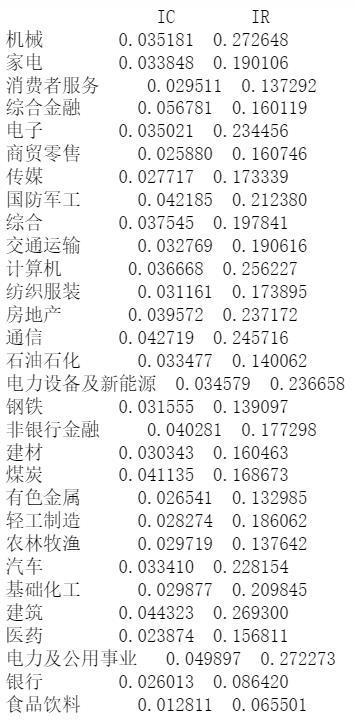 IC IR
机械 0.035181 0.272648
家电 0.033848 0.190106
消费者服务 0.029511 0.137292
综合金融 0.056781 0.160119
电子 0.035021 0.234456
商贸零售 0.025880 0.160746
传媒 0.027717 0.173339
国防军工 0.042185 0.212380
综合 0.037545 0.197841
交通运输 0.032769 0.190616
计算机 0.036668 0.256227
纺织服装 0.031161 0.173895
房地产 0.039572 0.237172
通信 0.042719 0.245716
石油石化 0.033477 0.140062
电力设备及新能源 0.034579 0.236658
钢铁 0.031555 0.139097
非银行金融 0.040281 0.177298
建材 0.030343 0.160463
煤炭 0.041135 0.168673
有色金属 0.026541 0.132985
轻工制造 0.028274 0.186062
农林牧渔 0.029719 0.137642
汽车 0.033410 0.228154
基础化工 0.029877 0.209845
建筑 0.044323 0.269300
医药 0.023874 0.156811
电力及公用事业 0.049897 0.272273
银行 0.026013 0.086420
食品饮料 0.012811 0.065501